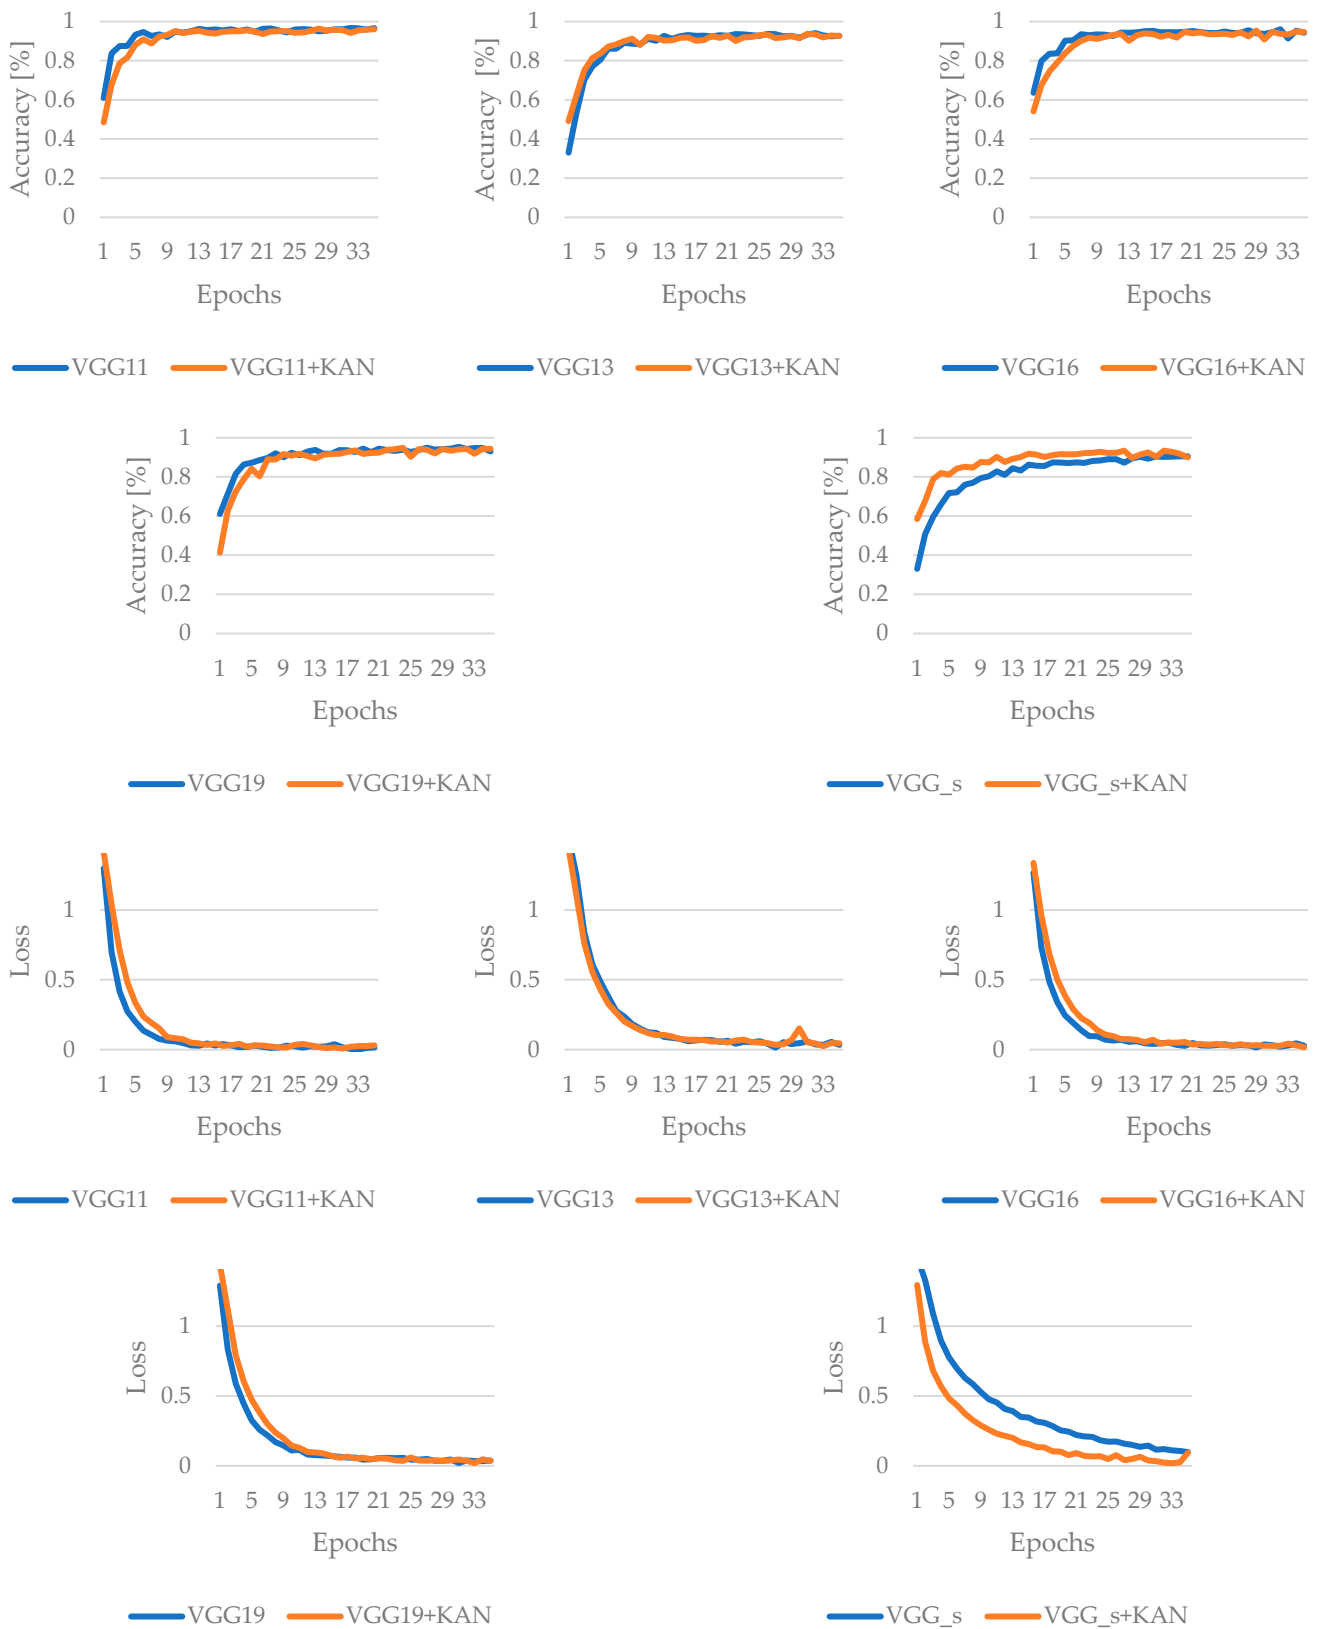 Accuracy [%]
1
0.8
0.6
0.4
0.2
0
1 5 9 13 17 21 25 29 33
Epochs
VGG11 VGG11+KAN
Accuracy [%]
1
0.8
0.6
0.4
0.2
0
1 5 9 13 17 21 25 29 33
Epochs
VGG13 VGG13+KAN
Accuracy [%]
1
0.8
0.6
0.4
0.2
0
1 5 9 13 17 21 25 29 33
Epochs
VGG16 VGG16+KAN
Accuracy [%]
1
0.8
0.6
0.4
0.2
0
1 5 9 13 17 21 25 29 33
Epochs
VGG19 VGG19+KAN
Accuracy [%]
1
0.8
0.6
0.4
0.2
0
1 5 9 13 17 21 25 29 33
Epochs
VGG_s VGG_s+KAN
Loss
1
0.5
0
1 5 9 13 17 21 25 29 33
Epochs
VGG11 VGG11+KAN
Loss
1
0.5
0
1 5 9 13 17 21 25 29 33
Epochs
VGG13 VGG13+KAN
Loss
1
0.5
0
1 5 9 13 17 21 25 29 33
Epochs
VGG16 VGG16+KAN
Loss
1
0.5
0
1 5 9 13 17 21 25 29 33
Epochs
VGG19 VGG19+KAN
Loss
1
0.5
0
1 5 9 13 17 21 25 29 33
Epochs
VGG_s VGG_s+KAN